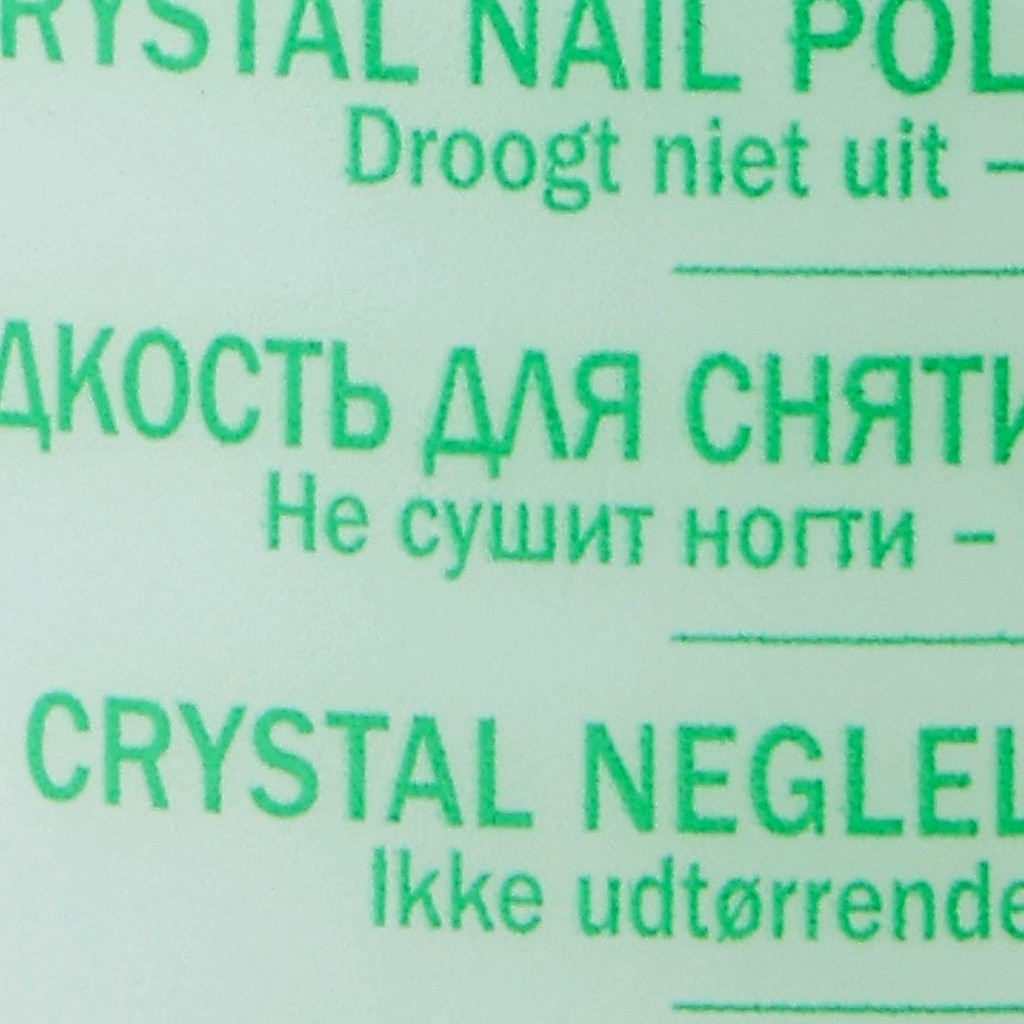 RYSTAL NAIL POL
Droogt niet uit –
ДКОСТЬ ДЛЯ СНЯТИ
Не сушит ногти –
CRYSTAL NEGLEL
Ikke udtørrende